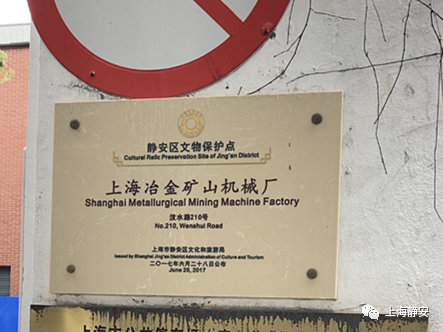 静安区文物保护点
Cultural Relic Preservation Site of Jing'an District
上海冶金矿山机械厂
Shanghai Metallurgical Mining Machine Factory
汶水路210号
No.210, Wenshui Road
上海市静安区文化和旅游局
Issued by Shanghai Jing'an District Administration of Culture and Tourism
二〇一七年六月二十八日公布
June 28, 2017
上海静安